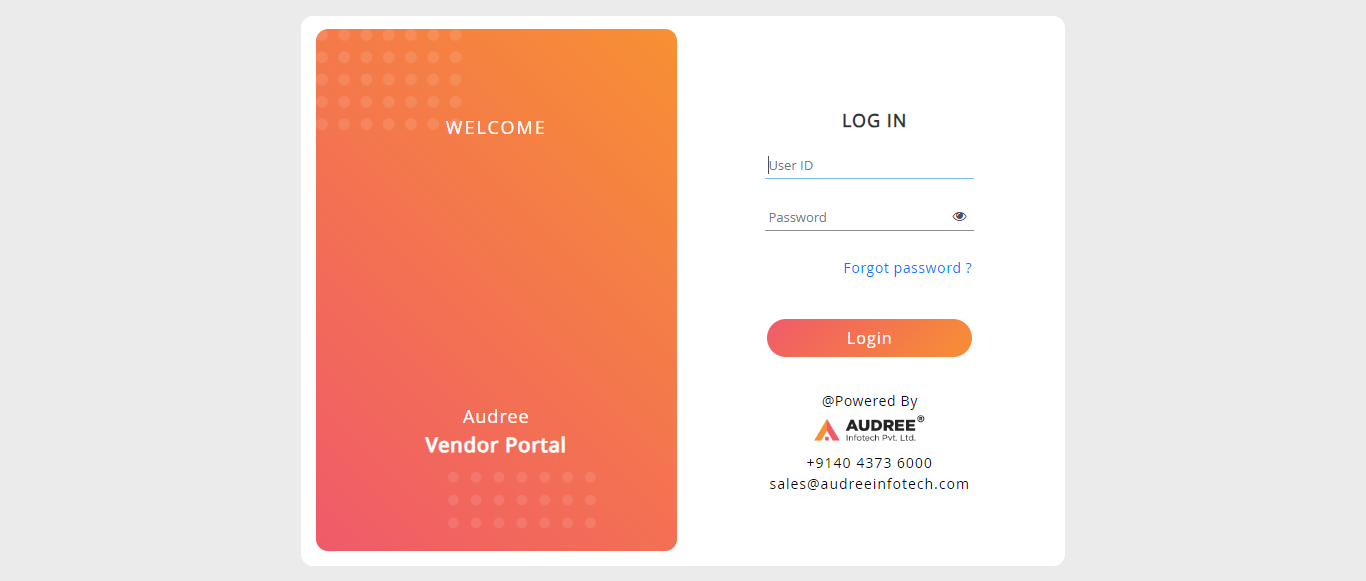 WELCOME
Audree
Vendor Portal
LOG IN
User ID
Password
Forgot password ?
Login
@Powered By
AUDREE®
Infotech Pvt. Ltd.
+9140 4373 6000
sales@audreeinfotech.com